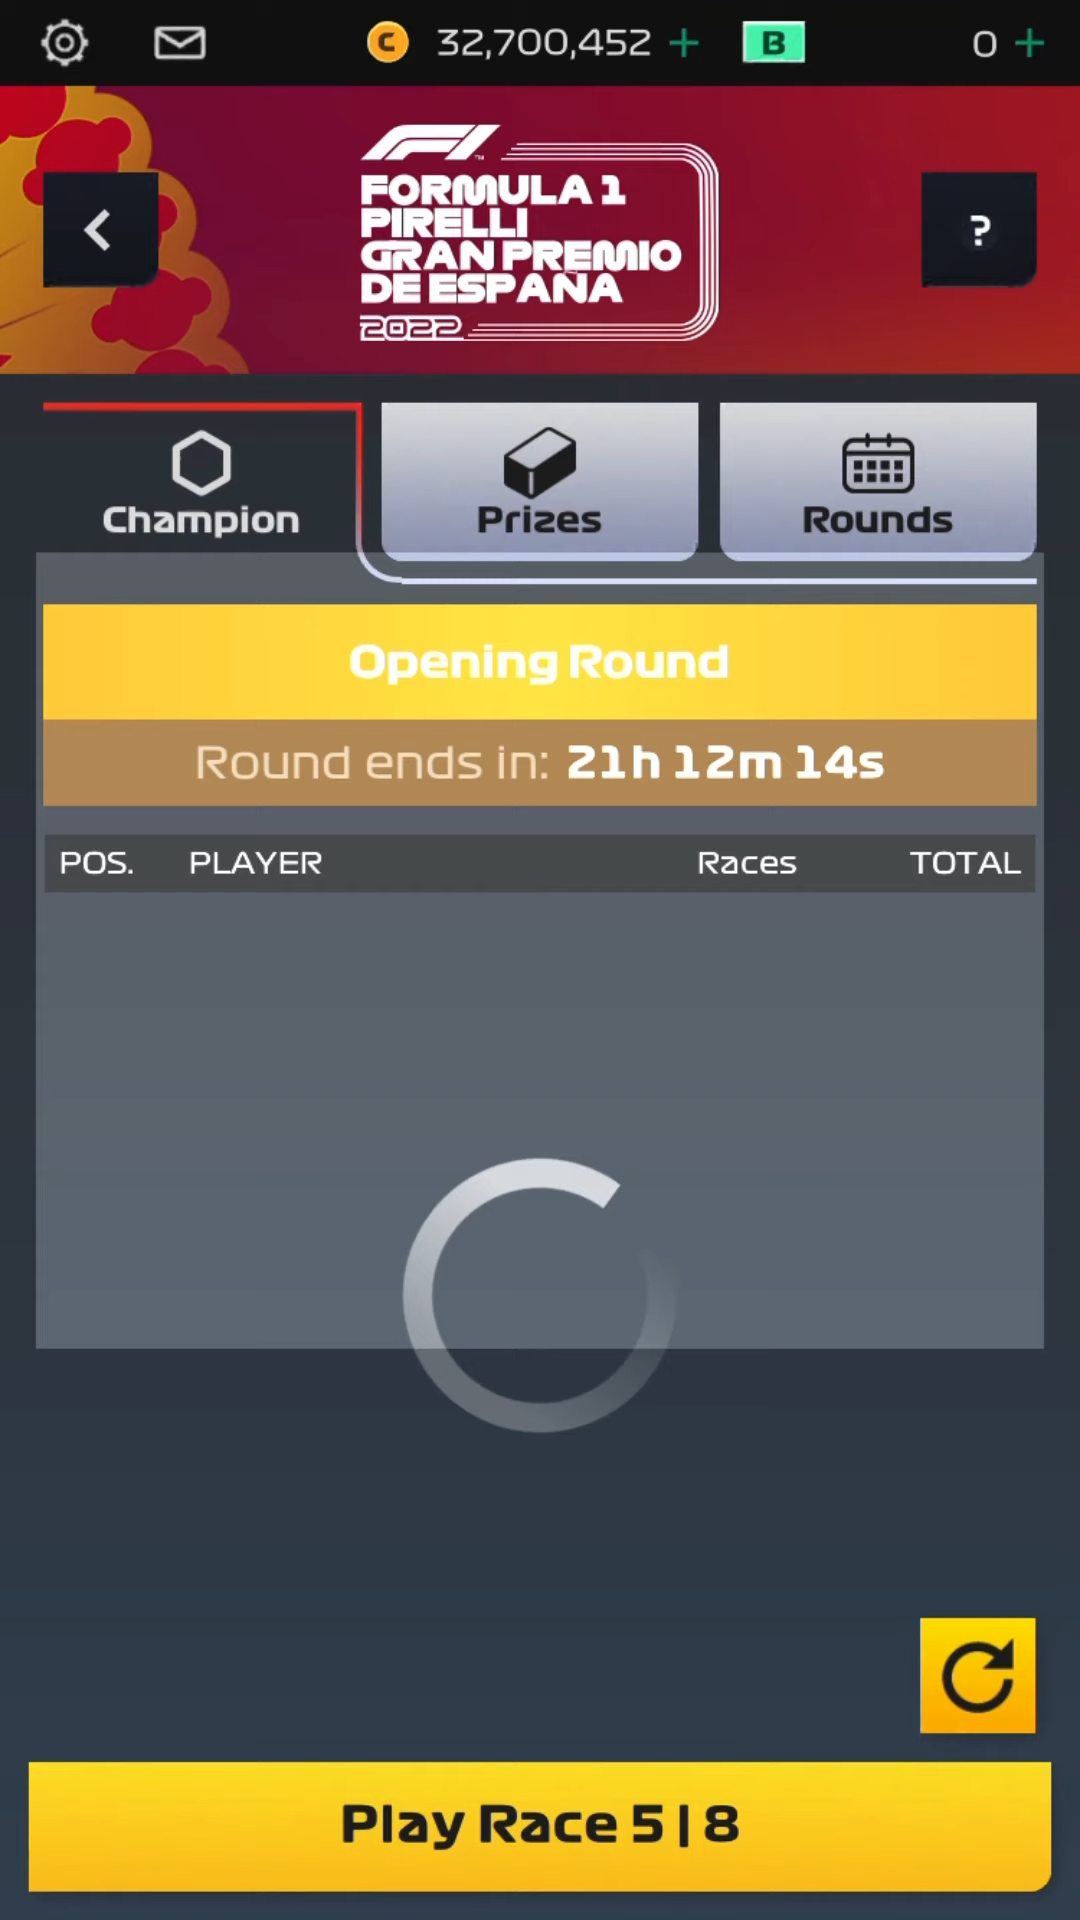 C 32,700,452 + B 0 +
F1
FORMULA 1
PIRELLI
GRAN PREMIO
DE ESPAÑA
2022
?
Champion Prizes Rounds
Opening Round
Round ends in: 21h 12m 14s
POS. PLAYER Races TOTAL
Play Race 5|8